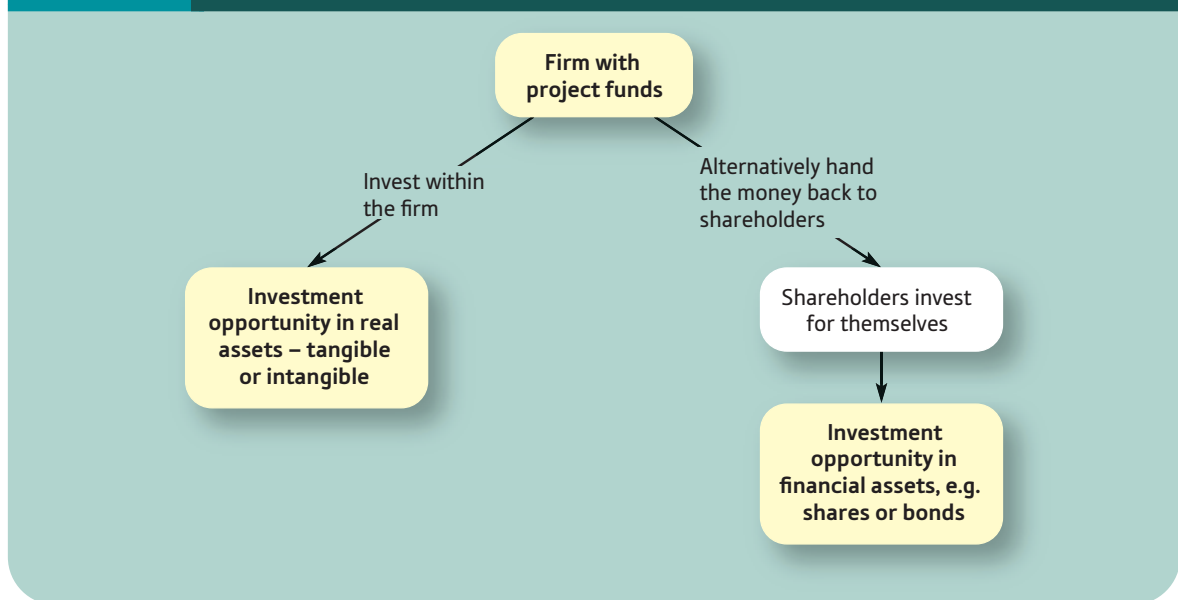 Firm with
project funds
Invest within
the firm
Alternatively hand
the money back to
shareholders
Investment
opportunity in real
assets – tangible
or intangible
Shareholders invest
for themselves
Investment
opportunity in
financial assets, e.g.
shares or bonds